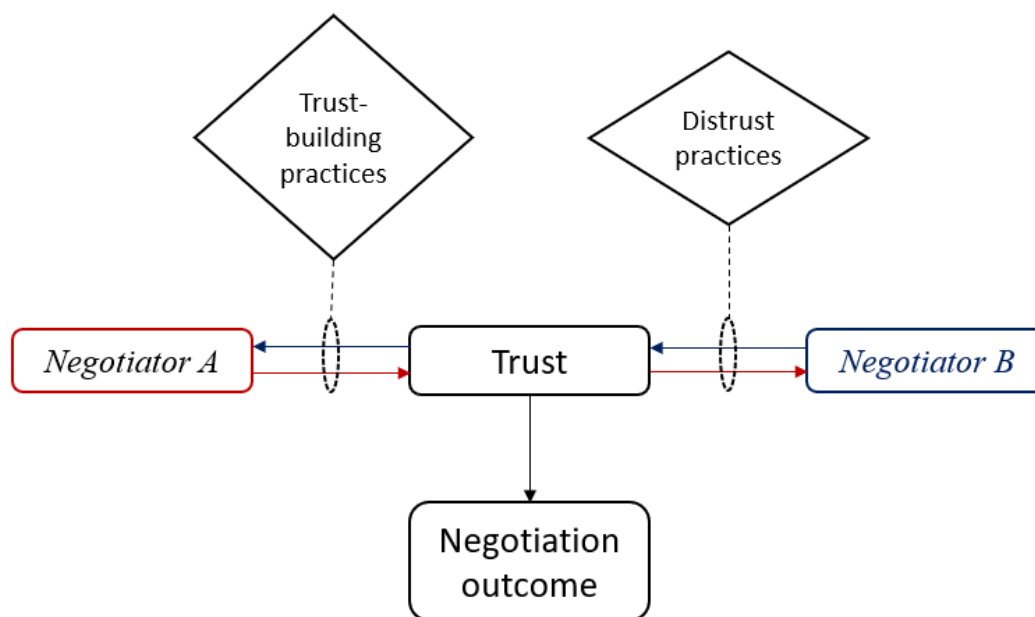 Trust-
building
practices
Distrust
practices
Negotiator A
Trust
Negotiator B
Negotiation
outcome